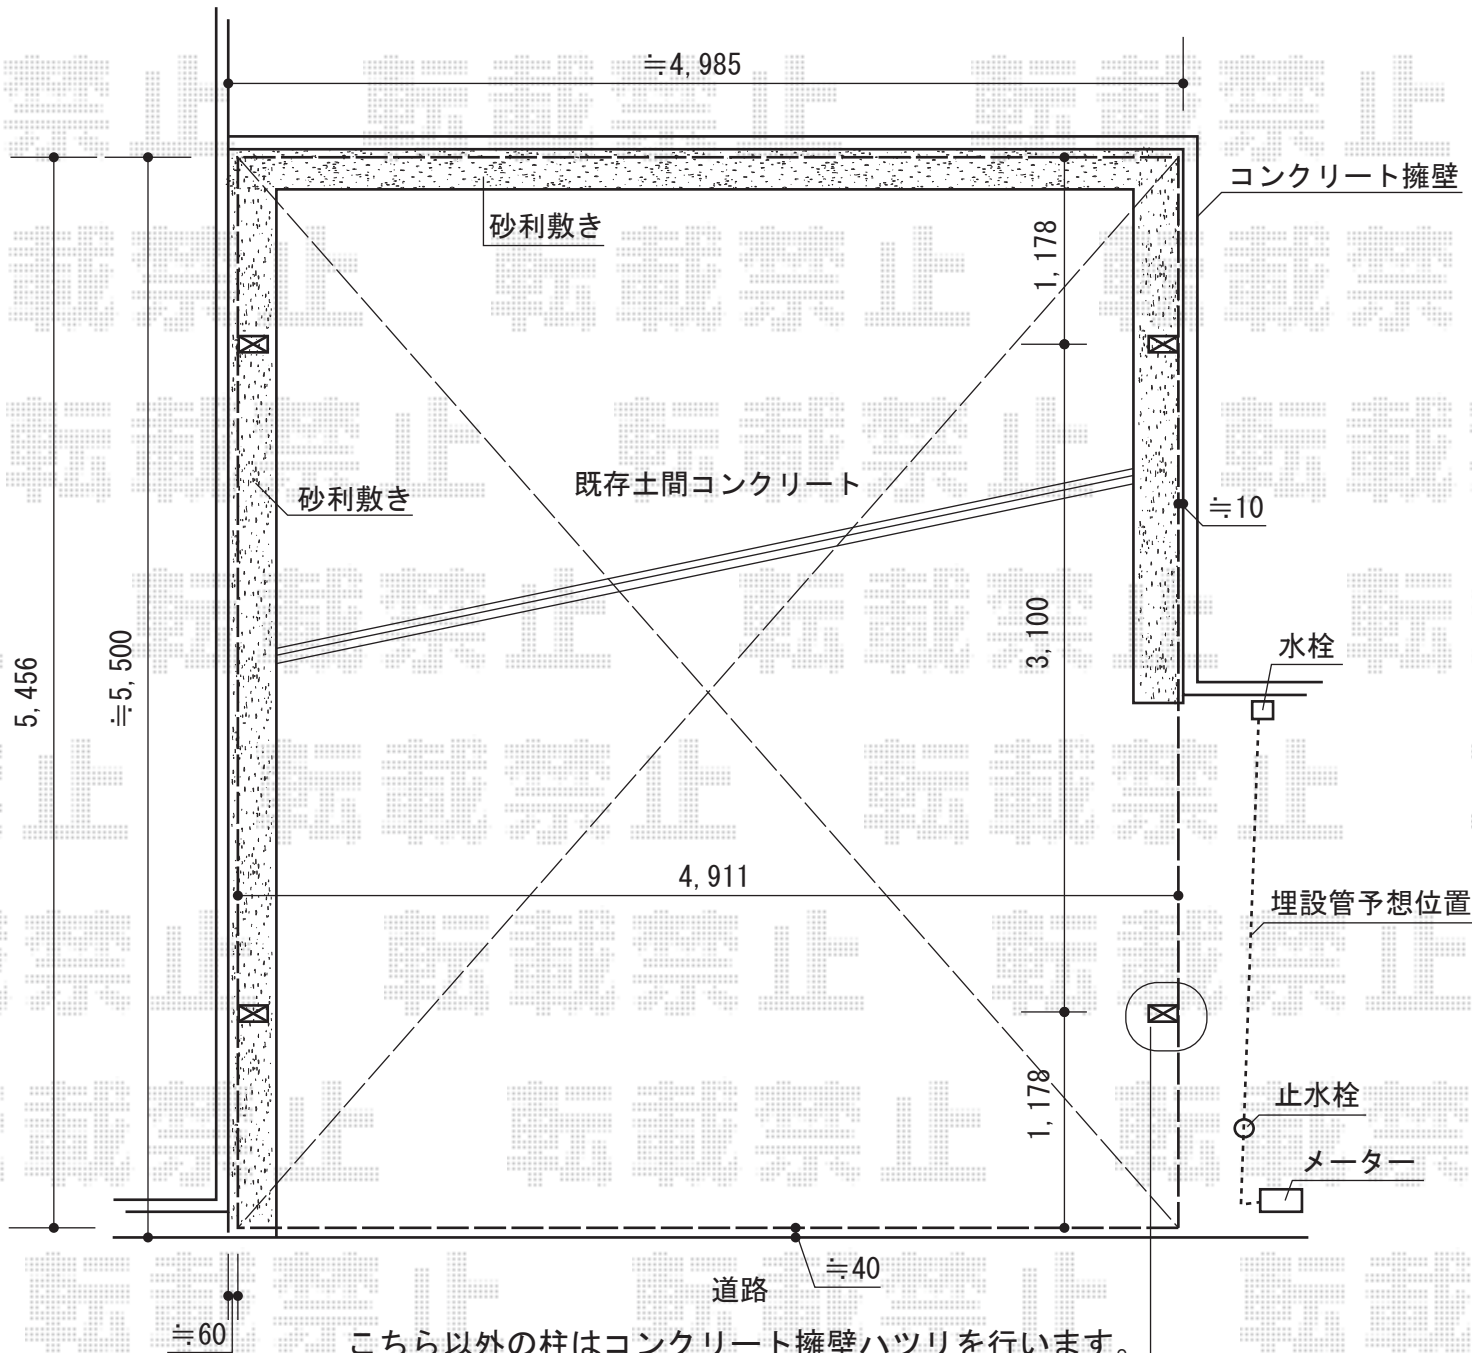 ≒4,985
コンクリート擁壁
砂利敷き
1,178
既存土間コンクリート
砂利敷き
≒10
3,100
水栓
5,456
≒5,500
4,911
埋設管予想位置
1,178
止水栓
メーター
≒40
道路
≒60
こちら以外の柱はコンクリート擁壁ハツリを行います。
転載禁止